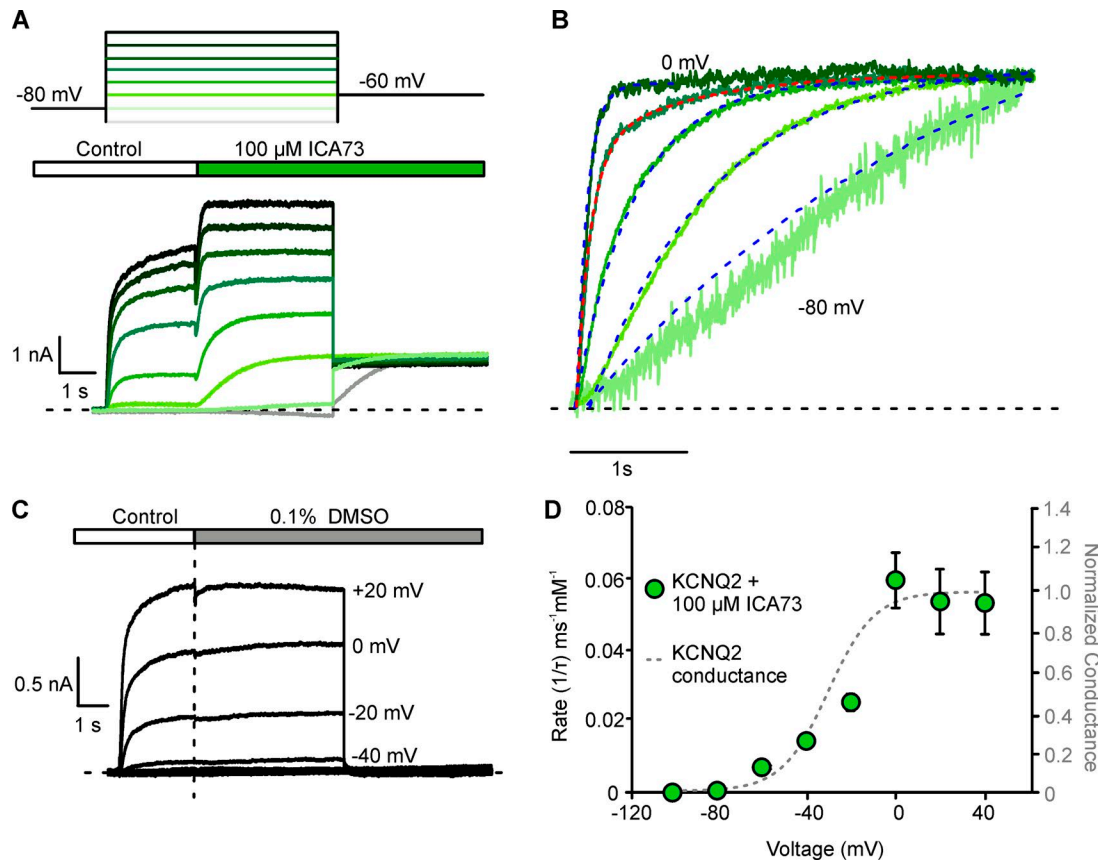 A
-80 mV
-60 mV
Control
100 µM ICA73
1 nA
1 s
B
0 mV
-80 mV
1s
C
Control
0.1% DMSO
+20 mV
0 mV
-20 mV
-40 mV
0.5 nA
1 s
D
0.08
0.06
0.04
0.02
0
Rate (1/τ) ms⁻¹mM⁻¹
KCNQ2 +
100 µM ICA73
KCNQ2
conductance
1.4
1.2
1.0
0.8
0.6
0.4
0.2
0
Normalized Conductance
-120
-80
-40
0
40
Voltage (mV)